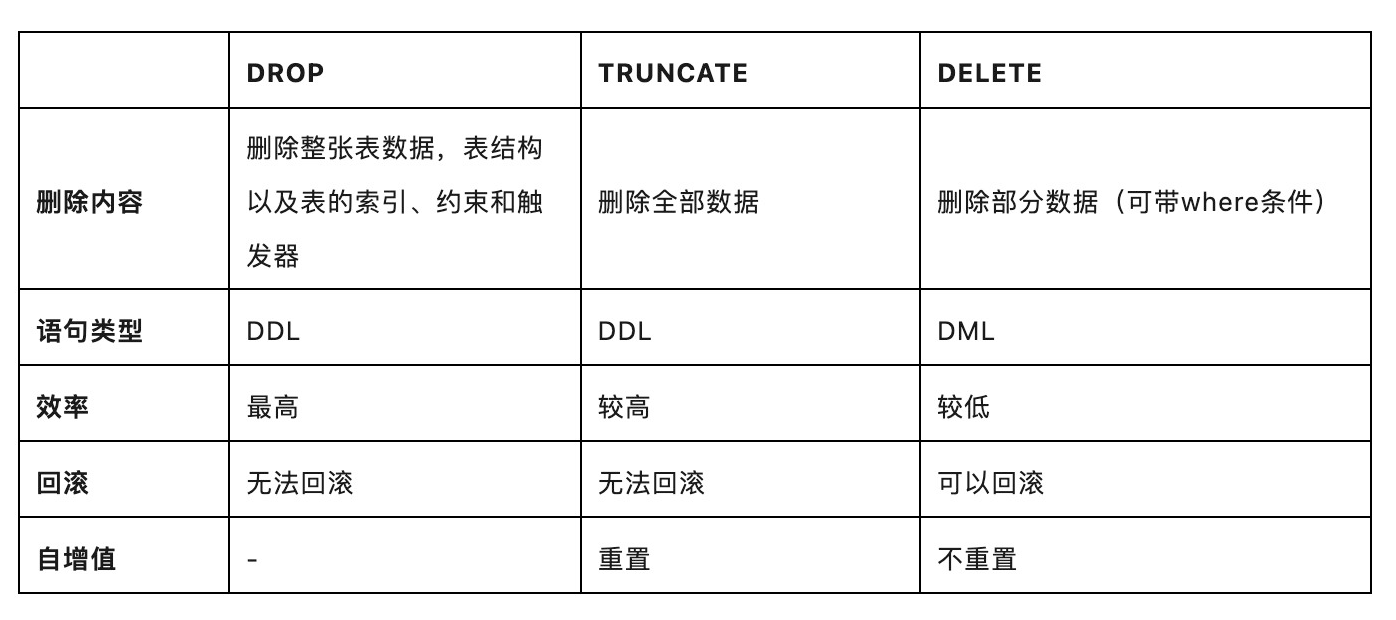 DROP TRUNCATE DELETE
删除内容 删除整张表数据，表结构以及表的索引、约束和触发器 删除全部数据 删除部分数据（可带where条件）
语句类型 DDL DDL DML
效率 最高 较高 较低
回滚 无法回滚 无法回滚 可以回滚
自增值 - 重置 不重置